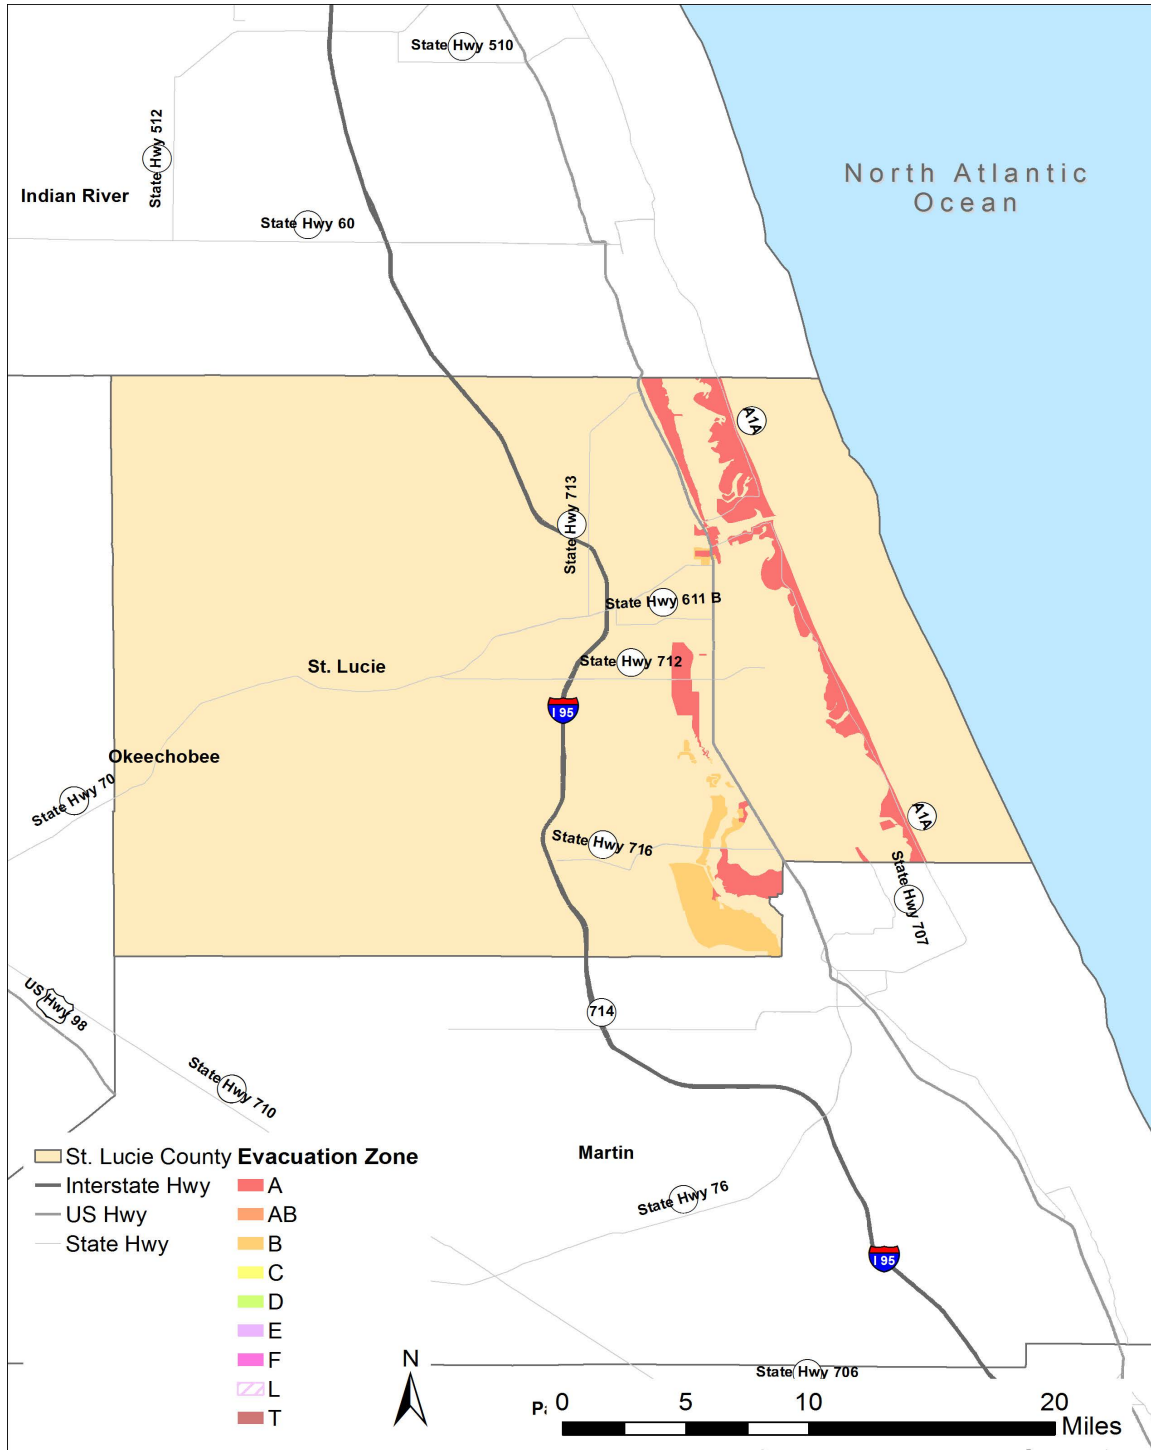 State Hwy 510
State Hwy 512
North Atlantic
Ocean
Indian River
State Hwy 60
A1A
State Hwy 713
State Hwy 611 B
State Hwy 712
St. Lucie
I 95
Okeechobee
State Hwy 70
A1A
State Hwy 716
State Hwy 707
US Hwy 98
714
State Hwy 710
Martin
State Hwy 76
I 95
State Hwy 706
St. Lucie County
Interstate Hwy
US Hwy
State Hwy
Evacuation Zone
A
AB
B
C
D
E
F
L
T
N
0 5 10 20
Miles